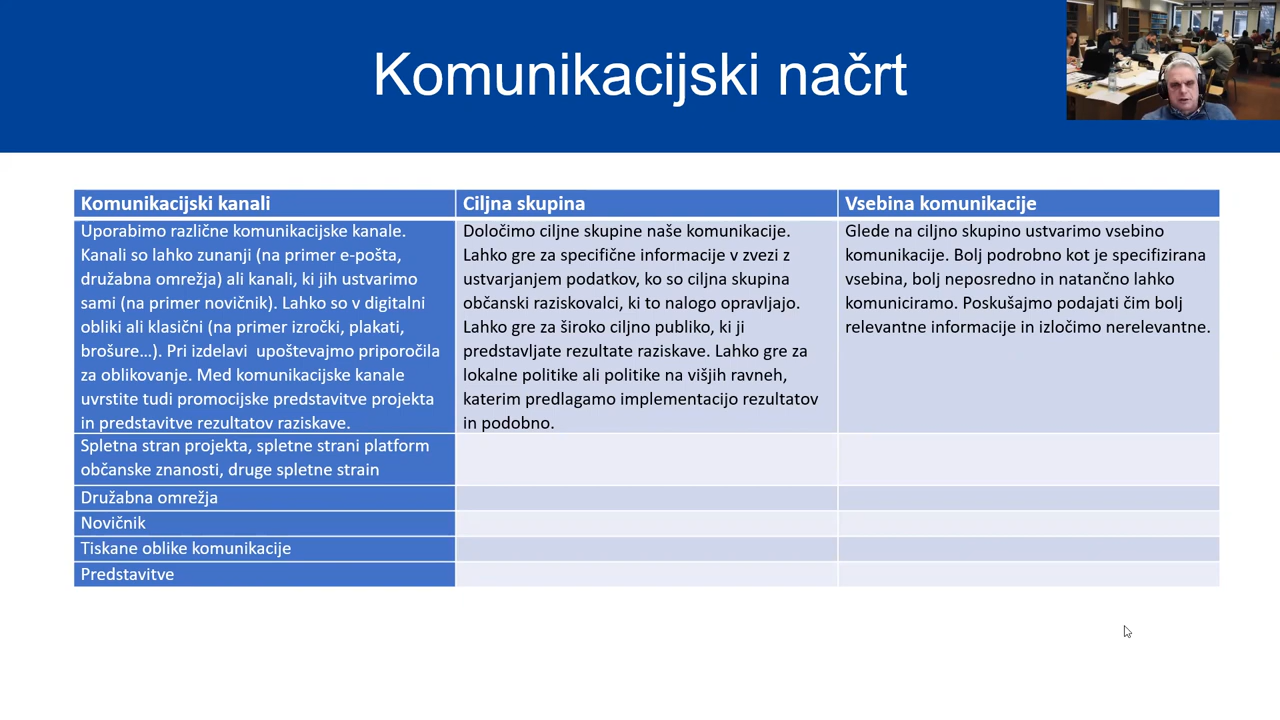 Komunikacijski načrt
Komunikacijski kanali
Ciljna skupina
Vsebina komunikacije
Uporabimo različne komunikacijske kanale.
Kanali so lahko zunanji (na primer e-pošta,
družabna omrežja) ali kanali, ki jih ustvarimo
sami (na primer novičnik). Lahko so v digitalni
obliki ali klasični (na primer izročki, plakati,
brošure…). Pri izdelavi  upoštevajmo priporočila
za oblikovanje. Med komunikacijske kanale
uvrstite tudi promocijske predstavitve projekta
in predstavitve rezultatov raziskave.
Določimo ciljne skupine naše komunikacije.
Lahko gre za specifične informacije v zvezi z
ustvarjanjem podatkov, ko so ciljna skupina
občanski raziskovalci, ki to nalogo opravljajo.
Lahko gre za široko ciljno publiko, ki ji
predstavljate rezultate raziskave. Lahko gre za
lokalne politike ali politike na višjih ravneh,
katerim predlagamo implementacijo rezultatov
in podobno.
Glede na ciljno skupino ustvarimo vsebino
komunikacije. Bolj podrobno kot je specifizirana
vsebina, bolj neposredno in natančno lahko
komuniciramo. Poskušajmo podajati čim bolj
relevantne informacije in izločimo nerelevantne.
Spletna stran projekta, spletne strani platform
občanske znanosti, druge spletne strain
Družabna omrežja
Novičnik
Tiskane oblike komunikacije
Predstavitve